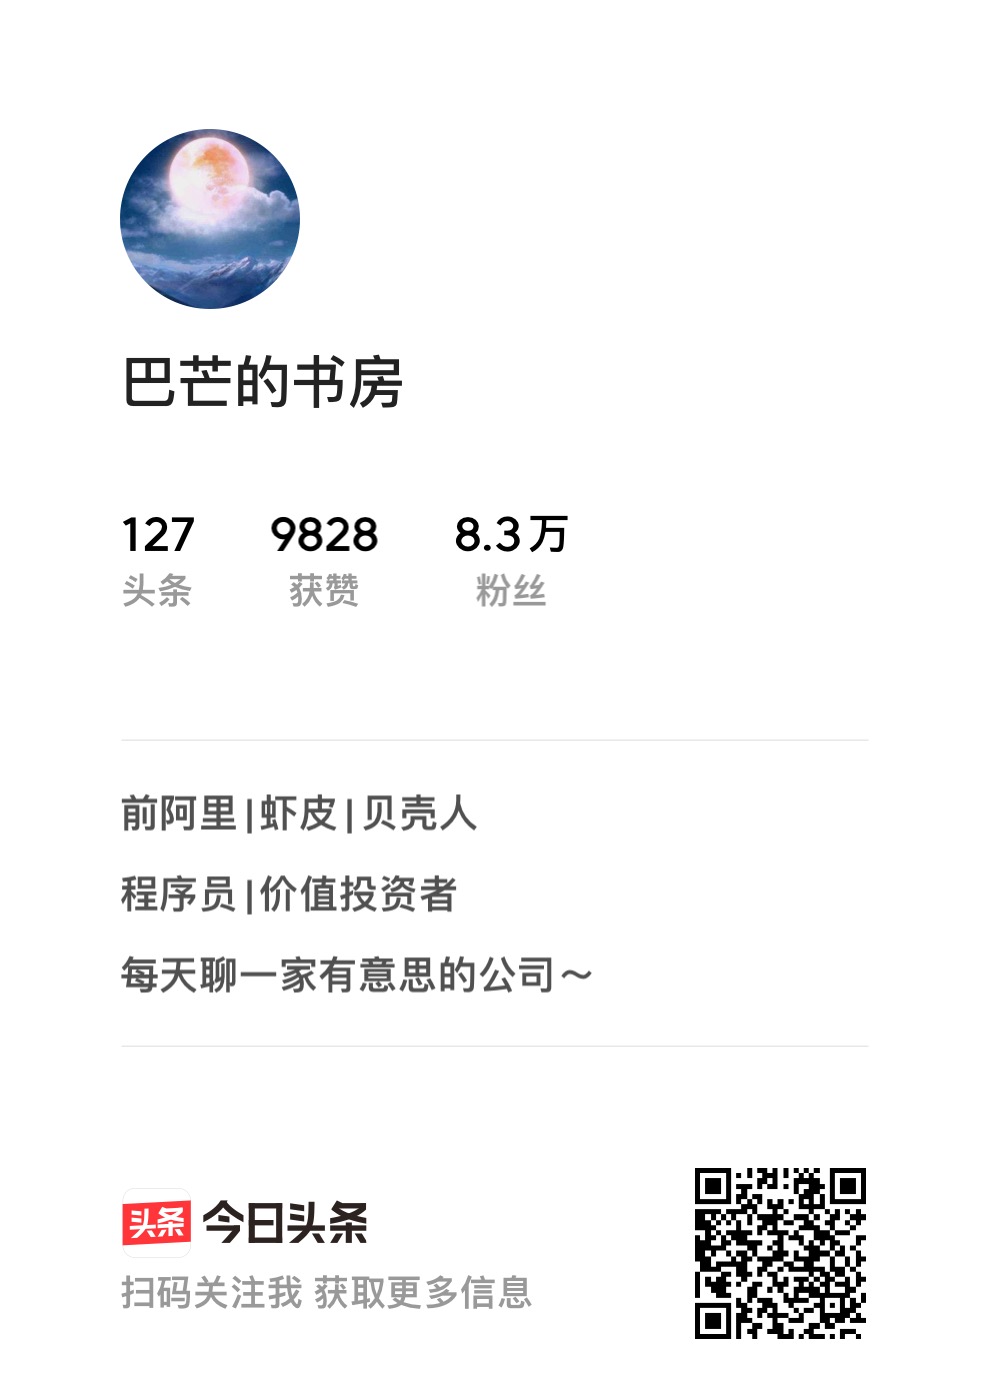 巴芒的书房
127 9828 8.3万
头条 获赞 粉丝
前阿里|虾皮|贝壳人
程序员|价值投资者
每天聊一家有意思的公司～
头条 今日头条
扫码关注我 获取更多信息